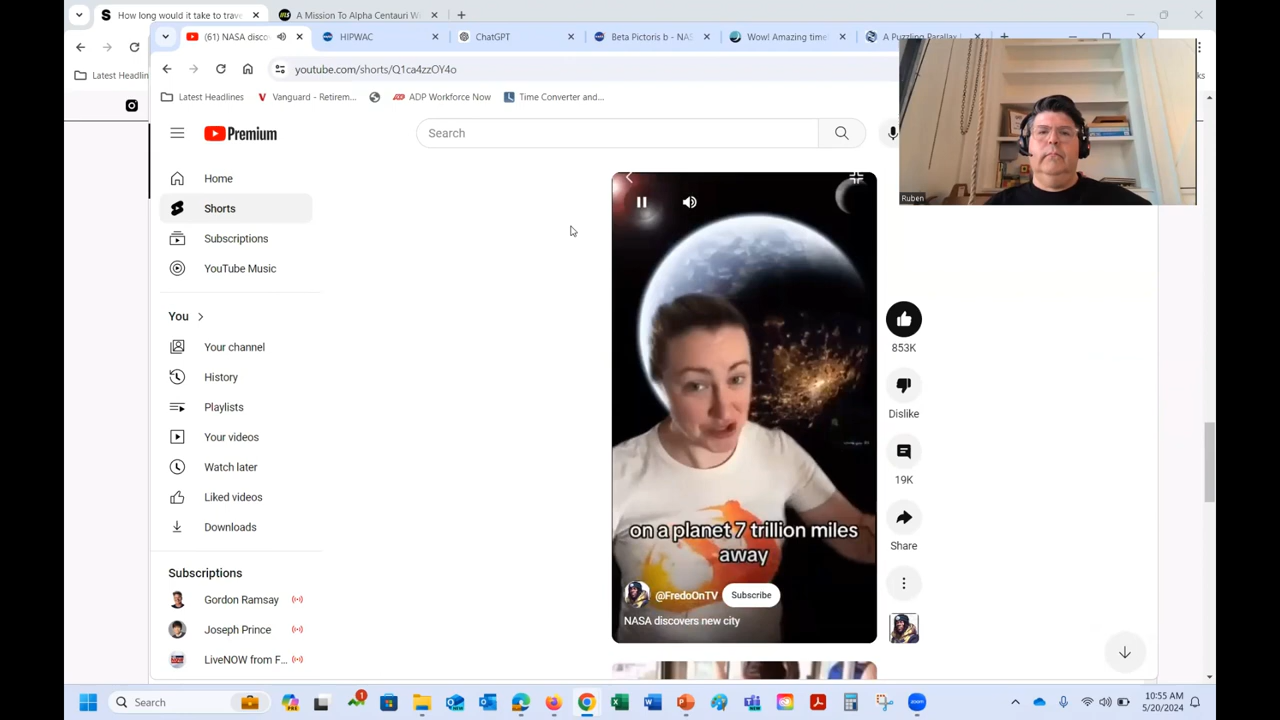 How long would it take to trave
A Mission To Alpha Centauri W
(61) NASA disco
HIPWAC
ChatGPT
Beta Pictoris b - NAS
Wow! Amazing time
A Puzzling Parallax
youtube.com/shorts/Q1ca4zzOY4o
Latest Headlin
Latest Headlines
Vanguard - Retirem...
ADP Workforce Now
Time Converter and...
Premium
Search
Home
Shorts
Subscriptions
YouTube Music
You
Your channel
History
Playlists
Your videos
Watch later
Liked videos
Downloads
Subscriptions
Gordon Ramsay
Joseph Prince
LiveNOW from F...
on a planet 7 trillion miles
away
@FredoOnTV
Subscribe
NASA discovers new city
853K
Dislike
19K
Share
Ruben
Search
10:55 AM
5/20/2024